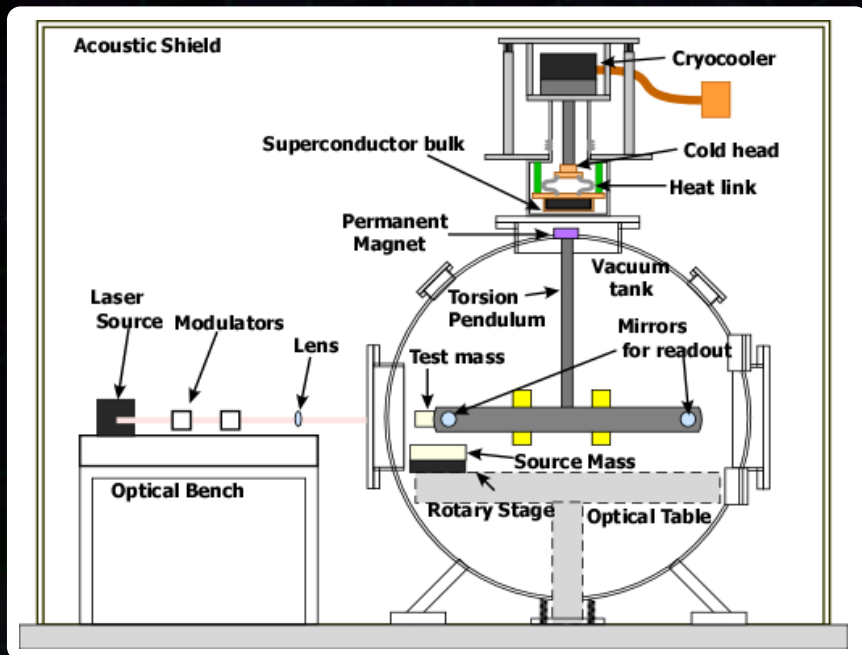 Acoustic Shield
Cryocooler
Superconductor bulk
Cold head
Heat link
Permanent
Magnet
Vacuum
tank
Torsion
Pendulum
Laser
Source
Modulators
Lens
Test mass
Mirrors
for readout
Source Mass
Optical Bench
Rotary Stage
Optical Table